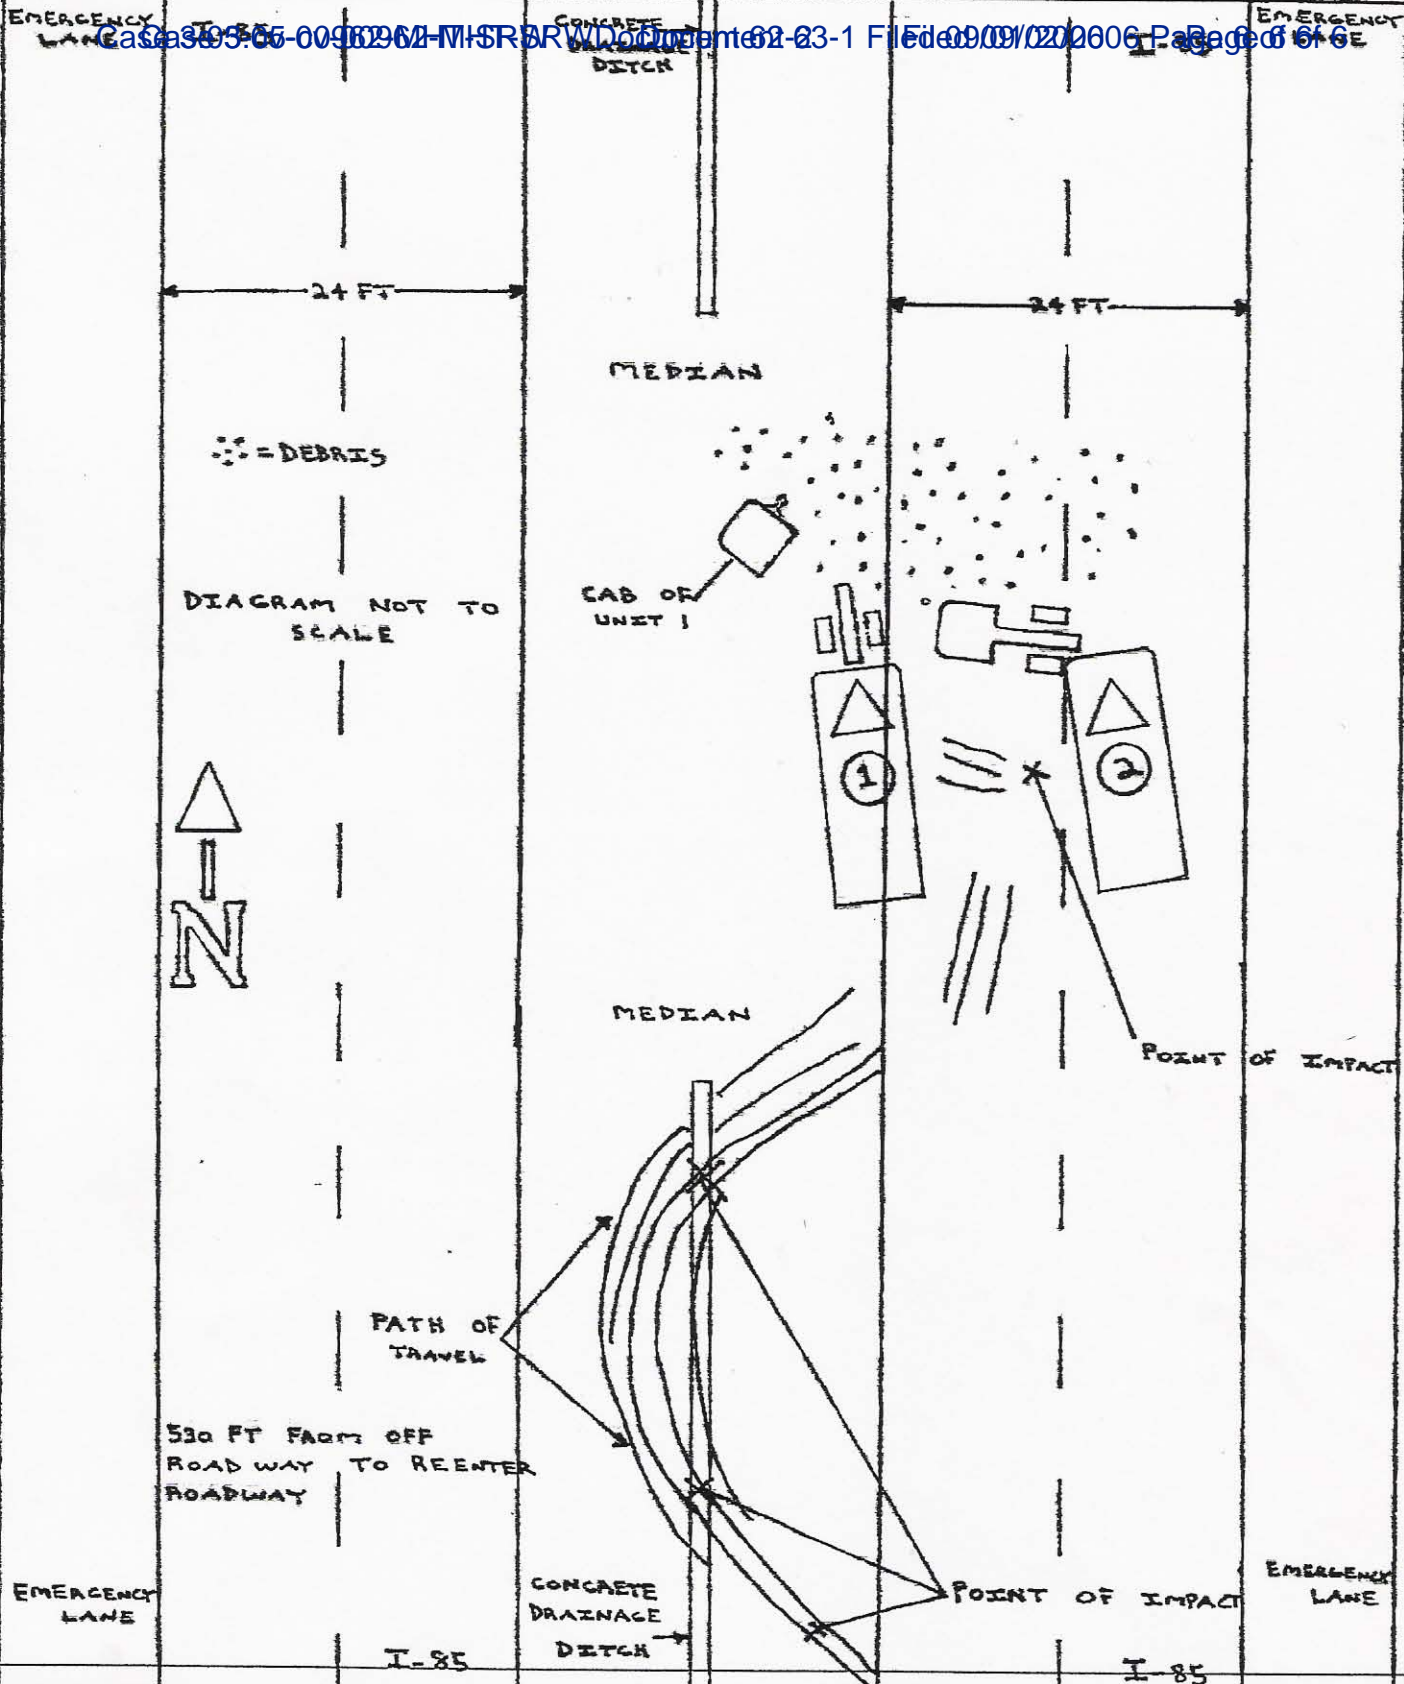 EMERGENCY
LANE
I-85
CONCRETE
DRAINAGE
DITCH
I-85
EMERGENCY
LANE
24 FT
24 FT
MEDIAN
= DEBRIS
DIAGRAM NOT TO
SCALE
CAB OF
UNIT 1
1
2
N
MEDIAN
POINT OF IMPACT
PATH OF
TRAVEL
530 FT FROM OFF
ROAD WAY TO REENTER
ROADWAY
EMERGENCY
LANE
I-85
CONCRETE
DRAINAGE
DITCH
POINT OF IMPACT
I-85
EMERGENCY
LANE